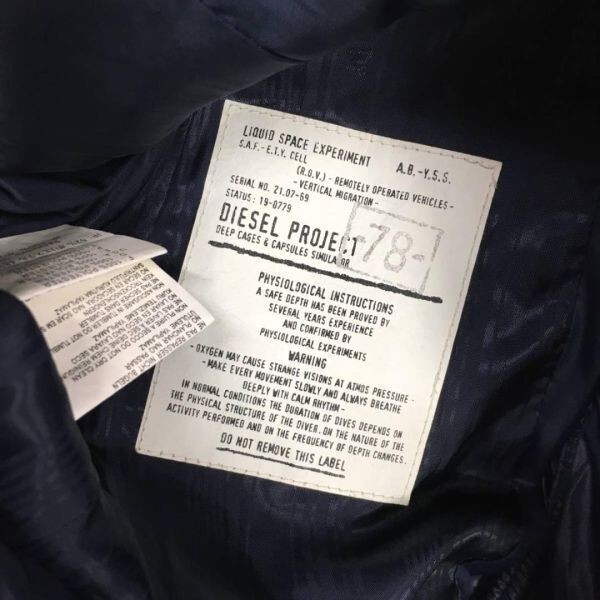 LIQUID SPACE EXPERIMENT A.B.-Y.S.S.
S.A.F.-E.T.Y. CELL
(R.O.V.) - REMOTELY OPERATED VEHICLES -
- VERTICAL MIGRATION -
SERIAL NO. 21.07-69
STATUS: 19-0779
DIESEL PROJECT
-78-
DEEP CAGES & CAPSULES SIMULATOR
PHYSIOLOGICAL INSTRUCTIONS
A SAFE DEPTH HAS BEEN PROVED BY
SEVERAL YEARS EXPERIENCE
AND CONFIRMED BY
PHYSIOLOGICAL EXPERIMENTS
WARNING
- OXYGEN MAY CAUSE STRANGE VISIONS AT ATMOS PRESSURE -
- MAKE EVERY MOVEMENT SLOWLY AND ALWAYS BREATHE
DEEPLY WITH CALM RHYTHM -
IN NORMAL CONDITIONS THE DURATION OF DIVES DEPENDS ON
THE PHYSICAL STRUCTURE OF THE DIVER, ON THE NATURE OF THE
ACTIVITY PERFORMED AND ON THE FREQUENCY OF DEPTH CHANGES.
DO NOT REMOVE THIS LABEL